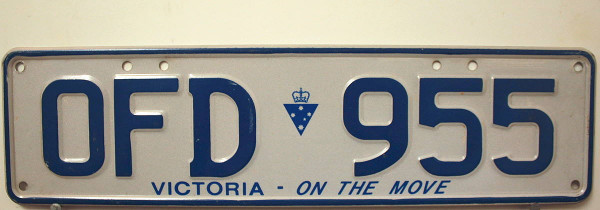 OFD 955
VICTORIA - ON THE MOVE